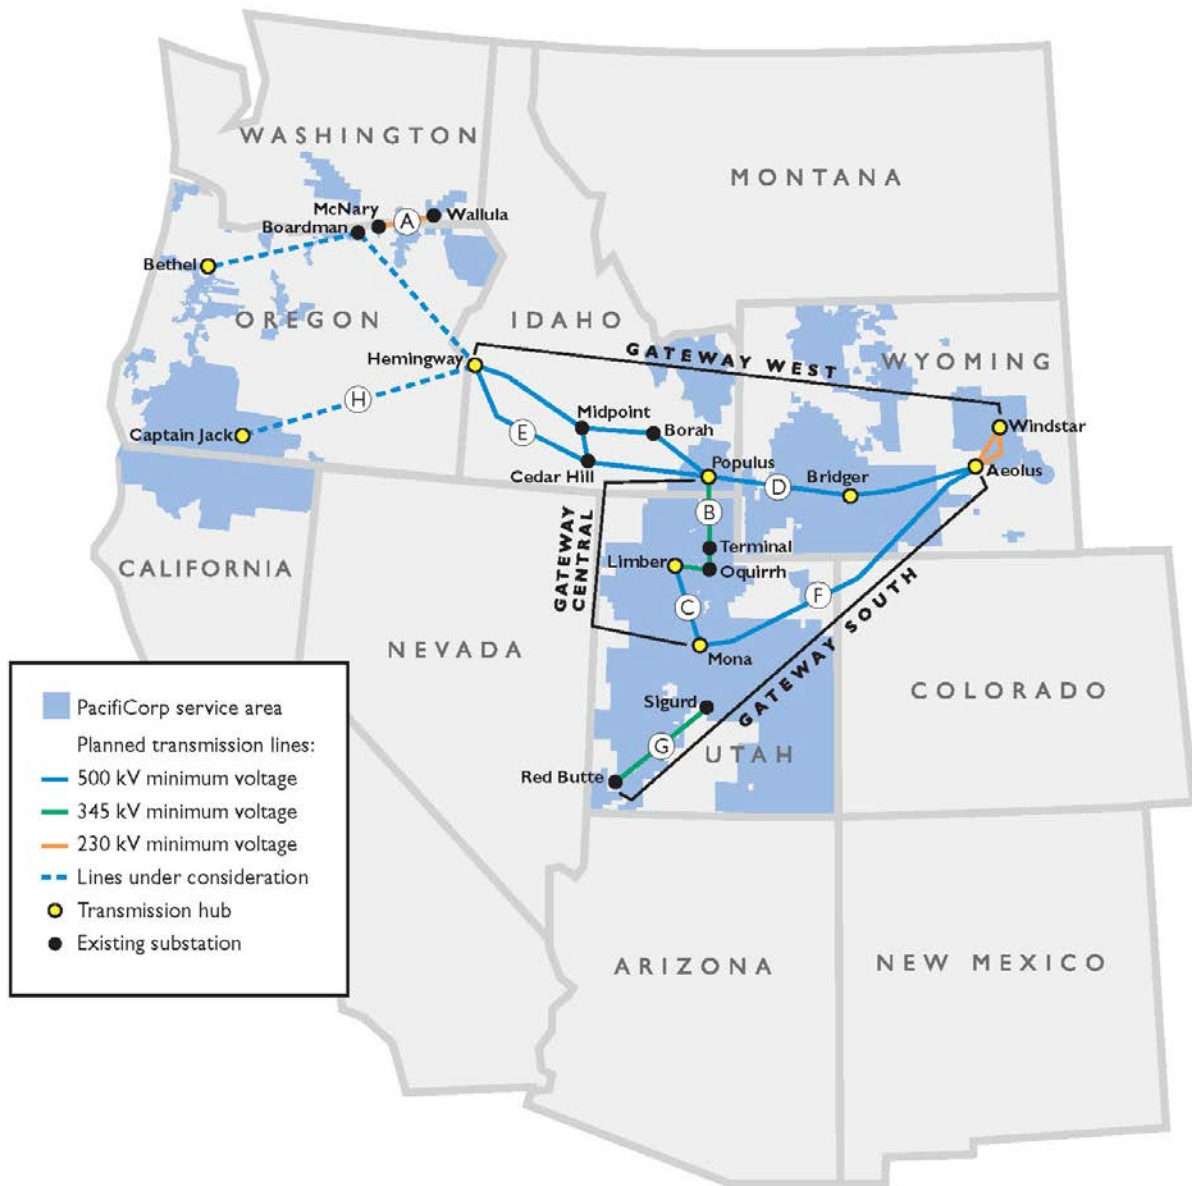 WASHINGTON
MONTANA
McNary
A
Wallula
Boardman
Bethel
OREGON
IDAHO
Hemingway
GATEWAY WEST
WYOMING
H
Captain Jack
E
Midpoint
Borah
Windstar
Cedar Hill
Populus
D
Bridger
Aeolus
B
GATEWAY
CENTRAL
Terminal
Limber
Oquirrh
CALIFORNIA
C
F
GATEWAY SOUTH
NEVADA
Mona
COLORADO
Sigurd
G
UTAH
Red Butte
PacifiCorp service area
Planned transmission lines:
500 kV minimum voltage
345 kV minimum voltage
230 kV minimum voltage
Lines under consideration
Transmission hub
Existing substation
ARIZONA
NEW MEXICO